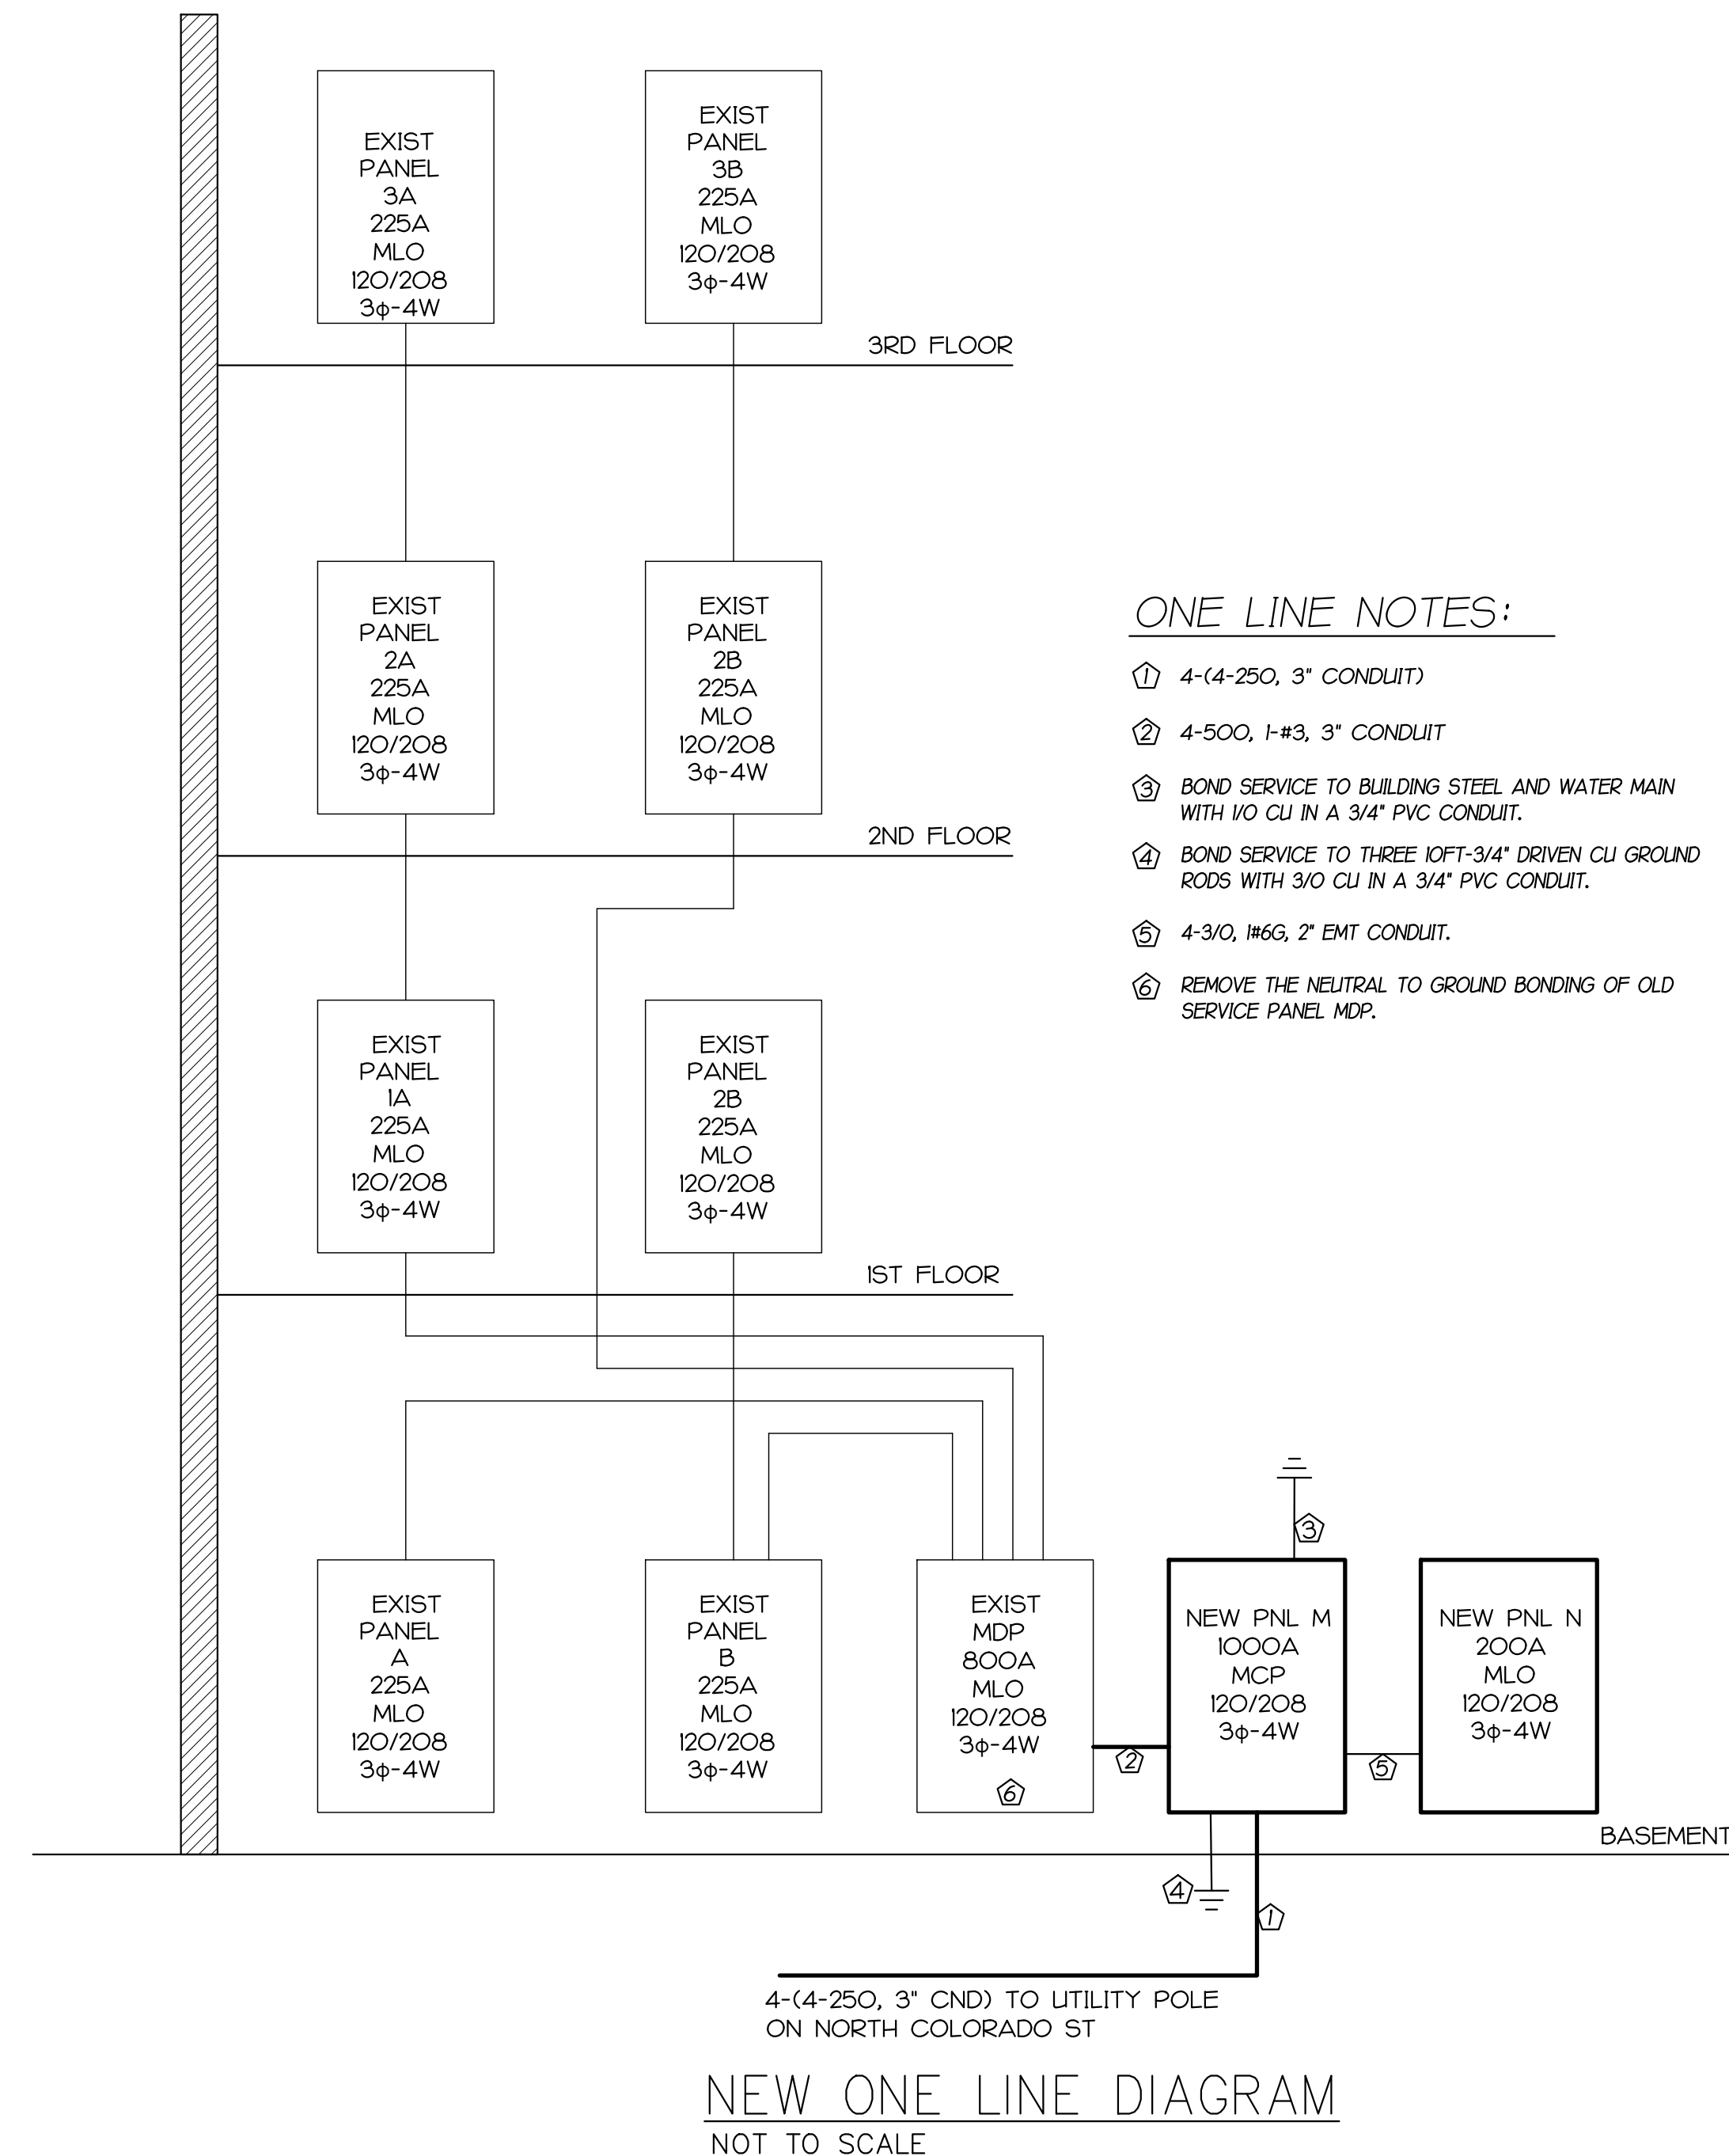 EXIST
PANEL
3A
225A
MLO
120/208
3ϕ-4W
EXIST
PANEL
3B
225A
MLO
120/208
3ϕ-4W
3RD FLOOR
EXIST
PANEL
2A
225A
MLO
120/208
3ϕ-4W
EXIST
PANEL
2B
225A
MLO
120/208
3ϕ-4W
2ND FLOOR
ONE LINE NOTES:
1 4-(4-250, 3" CONDUIT)
2 4-500, 1-#3, 3" CONDUIT
3 BOND SERVICE TO BUILDING STEEL AND WATER MAIN
WITH 1/0 CU IN A 3/4" PVC CONDUIT.
4 BOND SERVICE TO THREE 10FT-3/4" DRIVEN CU GROUND
RODS WITH 3/0 CU IN A 3/4" PVC CONDUIT.
5 4-3/0, 1#6G, 2" EMT CONDUIT.
6 REMOVE THE NEUTRAL TO GROUND BONDING OF OLD
SERVICE PANEL MDP.
EXIST
PANEL
1A
225A
MLO
120/208
3ϕ-4W
EXIST
PANEL
2B
225A
MLO
120/208
3ϕ-4W
1ST FLOOR
EXIST
PANEL
A
225A
MLO
120/208
3ϕ-4W
EXIST
PANEL
B
225A
MLO
120/208
3ϕ-4W
EXIST
MDP
800A
MLO
120/208
3ϕ-4W
6
2
3
NEW PNL M
1000A
MCP
120/208
3ϕ-4W
5
NEW PNL N
200A
MLO
120/208
3ϕ-4W
BASEMENT
4
1
4-(4-250, 3" CND) TO UTILITY POLE
ON NORTH COLORADO ST
NEW ONE LINE DIAGRAM
NOT TO SCALE